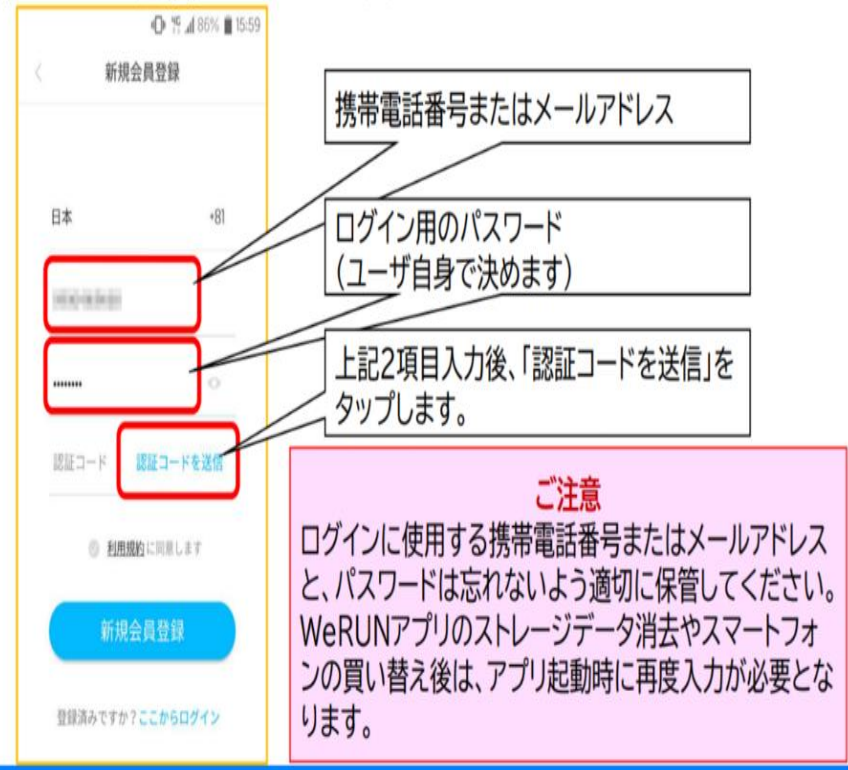 4G 86% 15:59
新規会員登録
日本 +81
••••••••
認証コード 認証コードを送信
利用規約に同意します
新規会員登録
登録済みですか？ここからログイン
携帯電話番号またはメールアドレス
ログイン用のパスワード
（ユーザ自身で決めます）
上記2項目入力後、「認証コードを送信」を
タップします。
ご注意
ログインに使用する携帯電話番号またはメールアドレス
と、パスワードは忘れないよう適切に保管してください。
WeRUNアプリのストレージデータ消去やスマートフォ
ンの買い替え後は、アプリ起動時に再度入力が必要とな
ります。